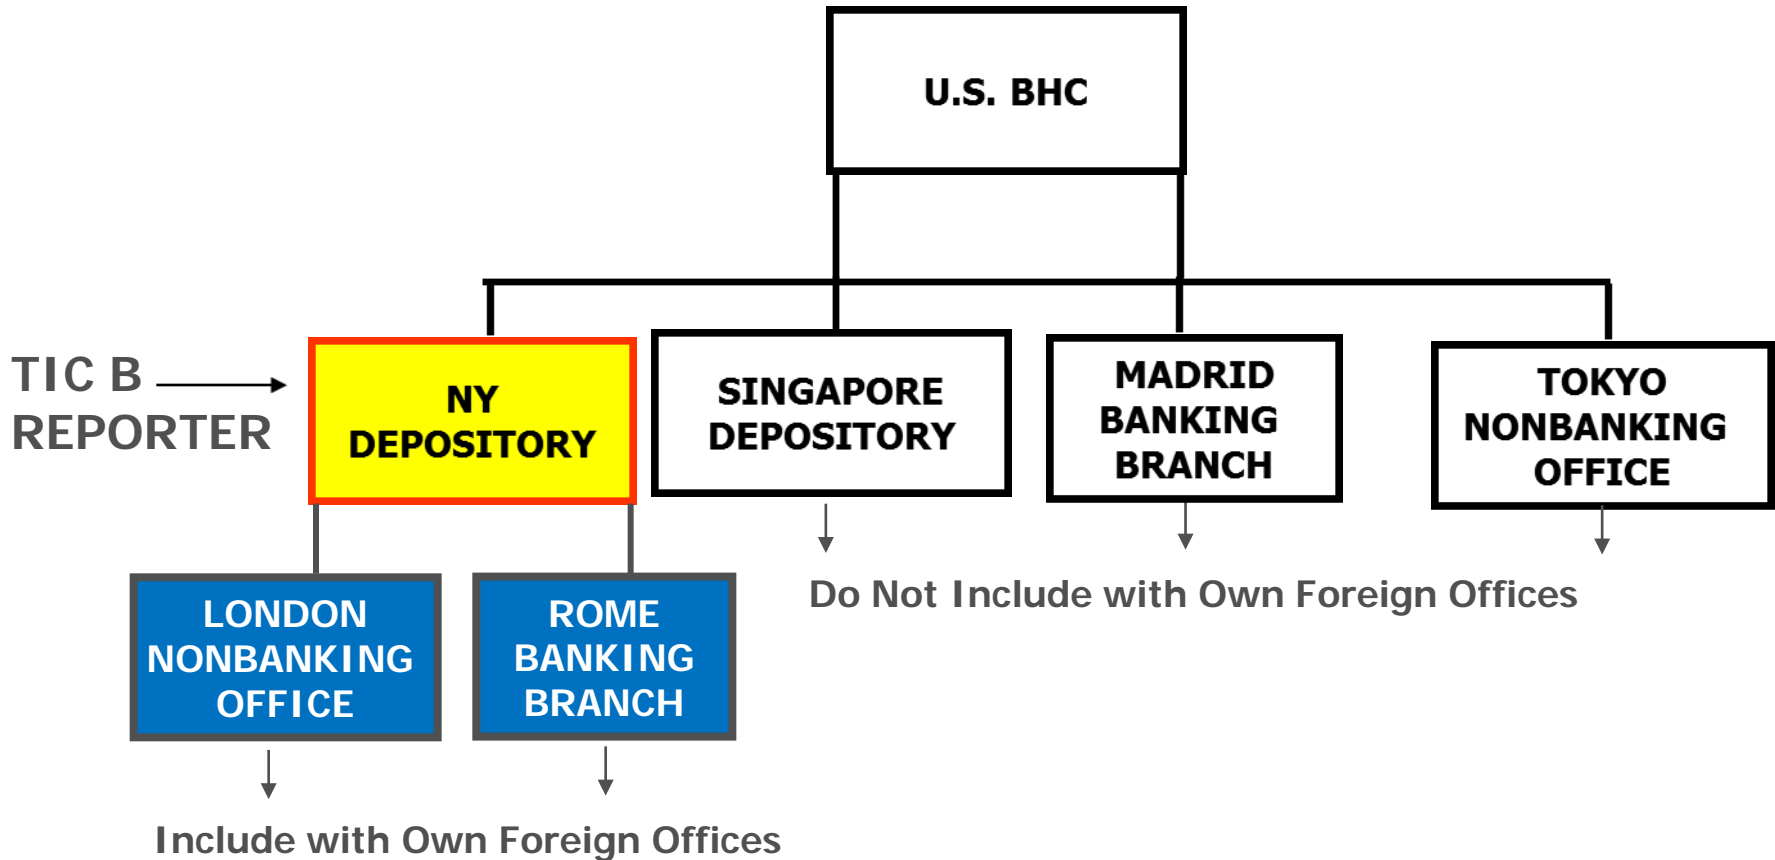 U.S. BHC
TIC B
REPORTER
NY
DEPOSITORY
SINGAPORE
DEPOSITORY
MADRID
BANKING
BRANCH
TOKYO
NONBANKING
OFFICE
LONDON
NONBANKING
OFFICE
ROME
BANKING
BRANCH
Do Not Include with Own Foreign Offices
Include with Own Foreign Offices